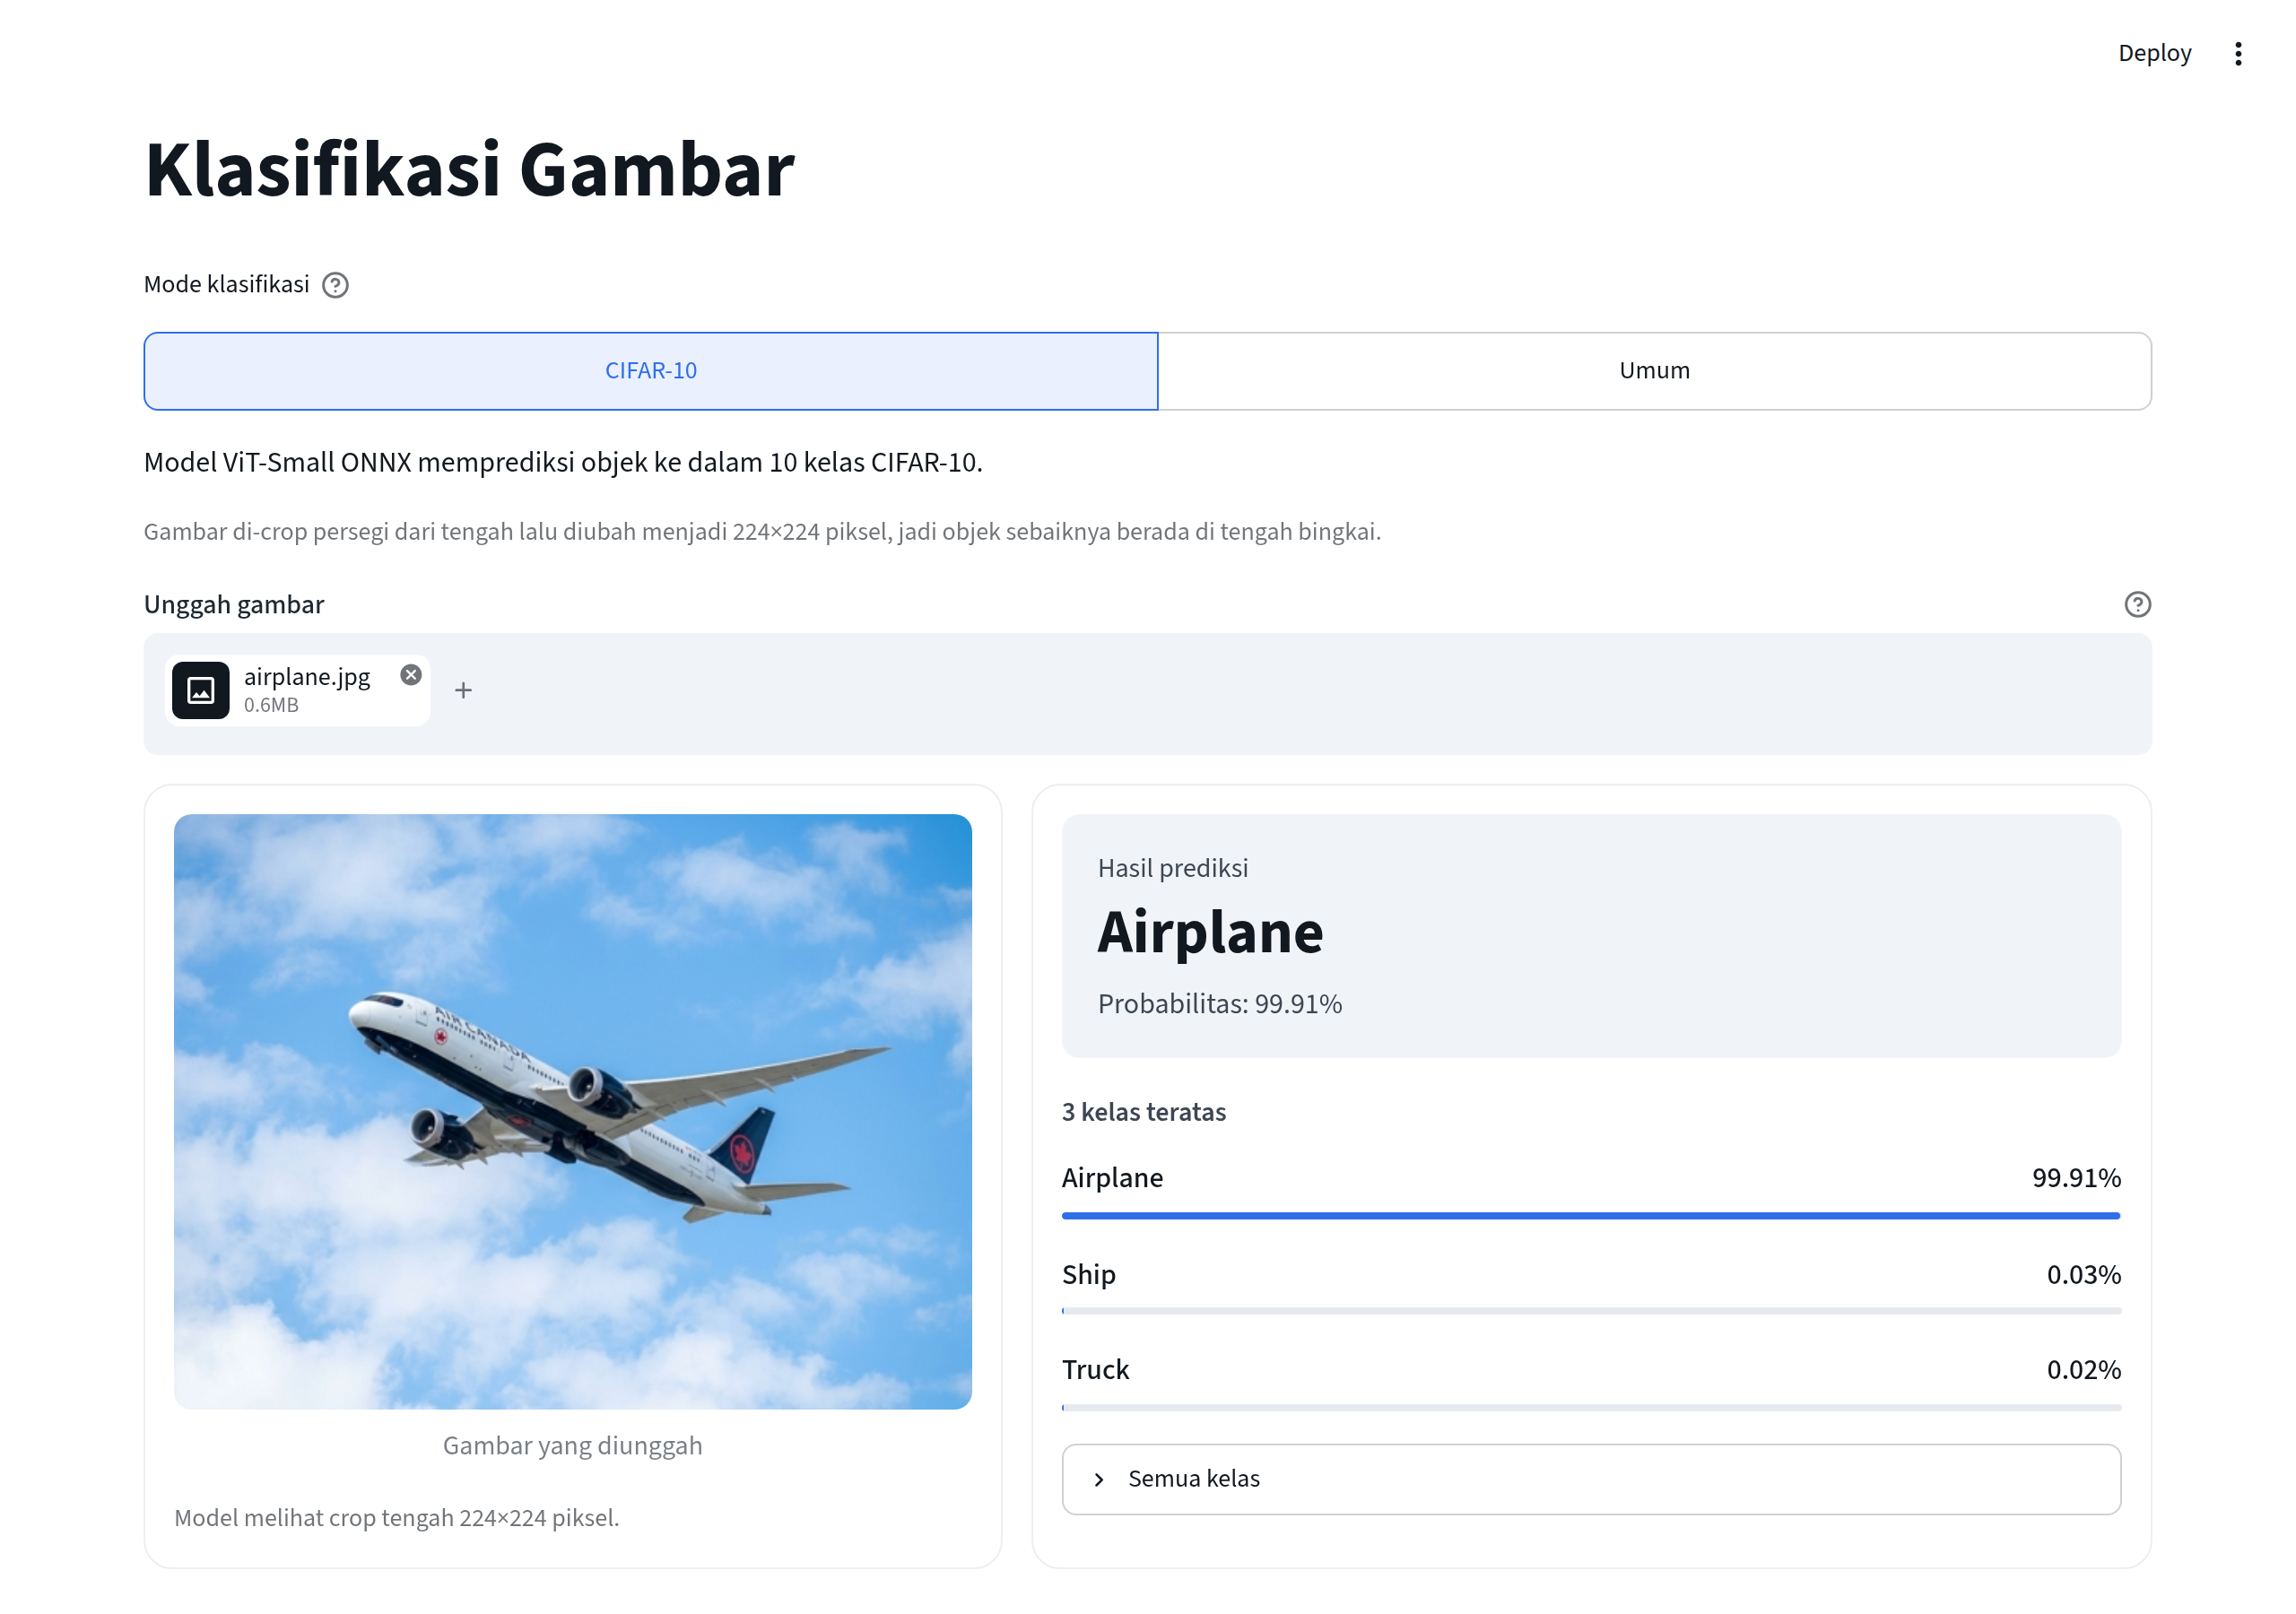 Deploy
Klasifikasi Gambar
Mode klasifikasi
CIFAR-10
Umum
Model ViT-Small ONNX memprediksi objek ke dalam 10 kelas CIFAR-10.
Gambar di-crop persegi dari tengah lalu diubah menjadi 224×224 piksel, jadi objek sebaiknya berada di tengah bingkai.
Unggah gambar
airplane.jpg
0.6MB
AIR CANADA
Gambar yang diunggah
Model melihat crop tengah 224×224 piksel.
Hasil prediksi
Airplane
Probabilitas: 99.91%
3 kelas teratas
Airplane 99.91%
Ship 0.03%
Truck 0.02%
Semua kelas